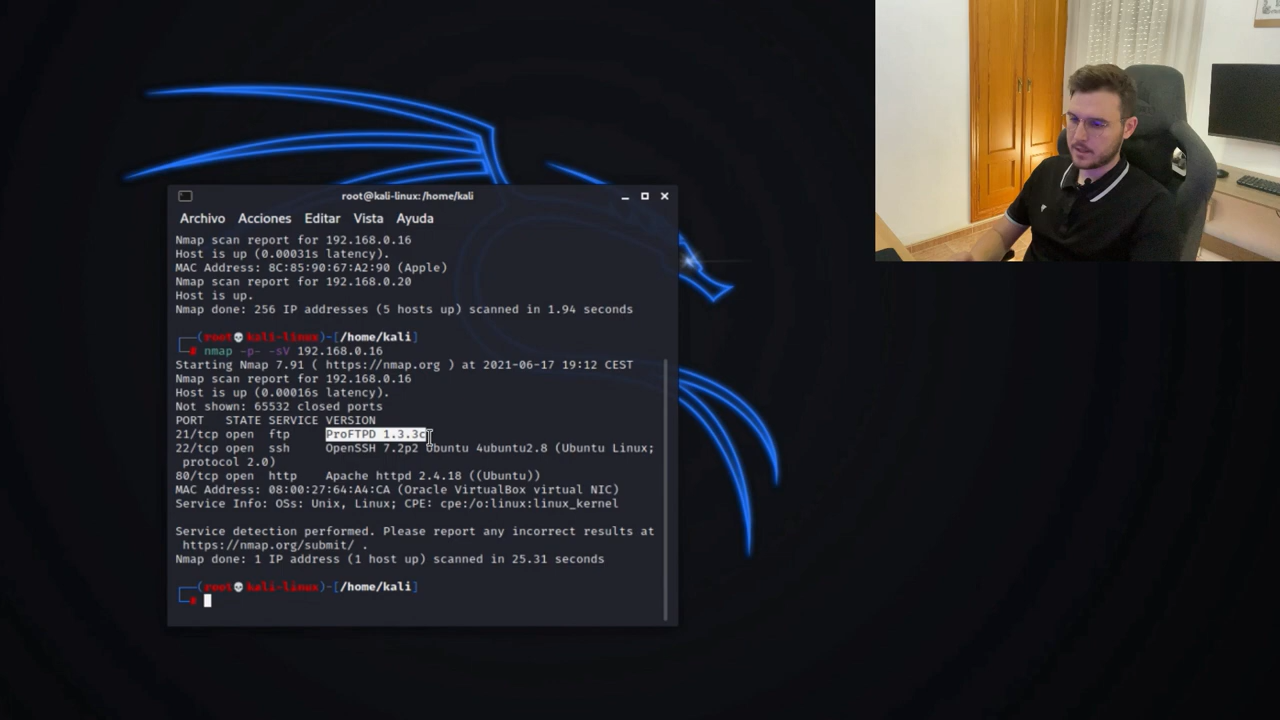 root@kali-linux:/home/kali
Archivo Acciones Editar Vista Ayuda
Nmap scan report for 192.168.0.16
Host is up (0.00031s latency).
MAC Address: 8C:85:90:67:A2:90 (Apple)
Nmap scan report for 192.168.0.20
Host is up.
Nmap done: 256 IP addresses (5 hosts up) scanned in 1.94 seconds
(root💀kali-linux)-[/home/kali]
# nmap -p- -sV 192.168.0.16
Starting Nmap 7.91 ( https://nmap.org ) at 2021-06-17 19:12 CEST
Nmap scan report for 192.168.0.16
Host is up (0.00016s latency).
Not shown: 65532 closed ports
PORT STATE SERVICE VERSION
21/tcp open ftp ProFTPD 1.3.3c
22/tcp open ssh OpenSSH 7.2p2 Ubuntu 4ubuntu2.8 (Ubuntu Linux;
protocol 2.0)
80/tcp open http Apache httpd 2.4.18 ((Ubuntu))
MAC Address: 08:00:27:64:A4:CA (Oracle VirtualBox virtual NIC)
Service Info: OSs: Unix, Linux; CPE: cpe:/o:linux:linux_kernel
Service detection performed. Please report any incorrect results at
https://nmap.org/submit/ .
Nmap done: 1 IP address (1 host up) scanned in 25.31 seconds
(root💀kali-linux)-[/home/kali]
#